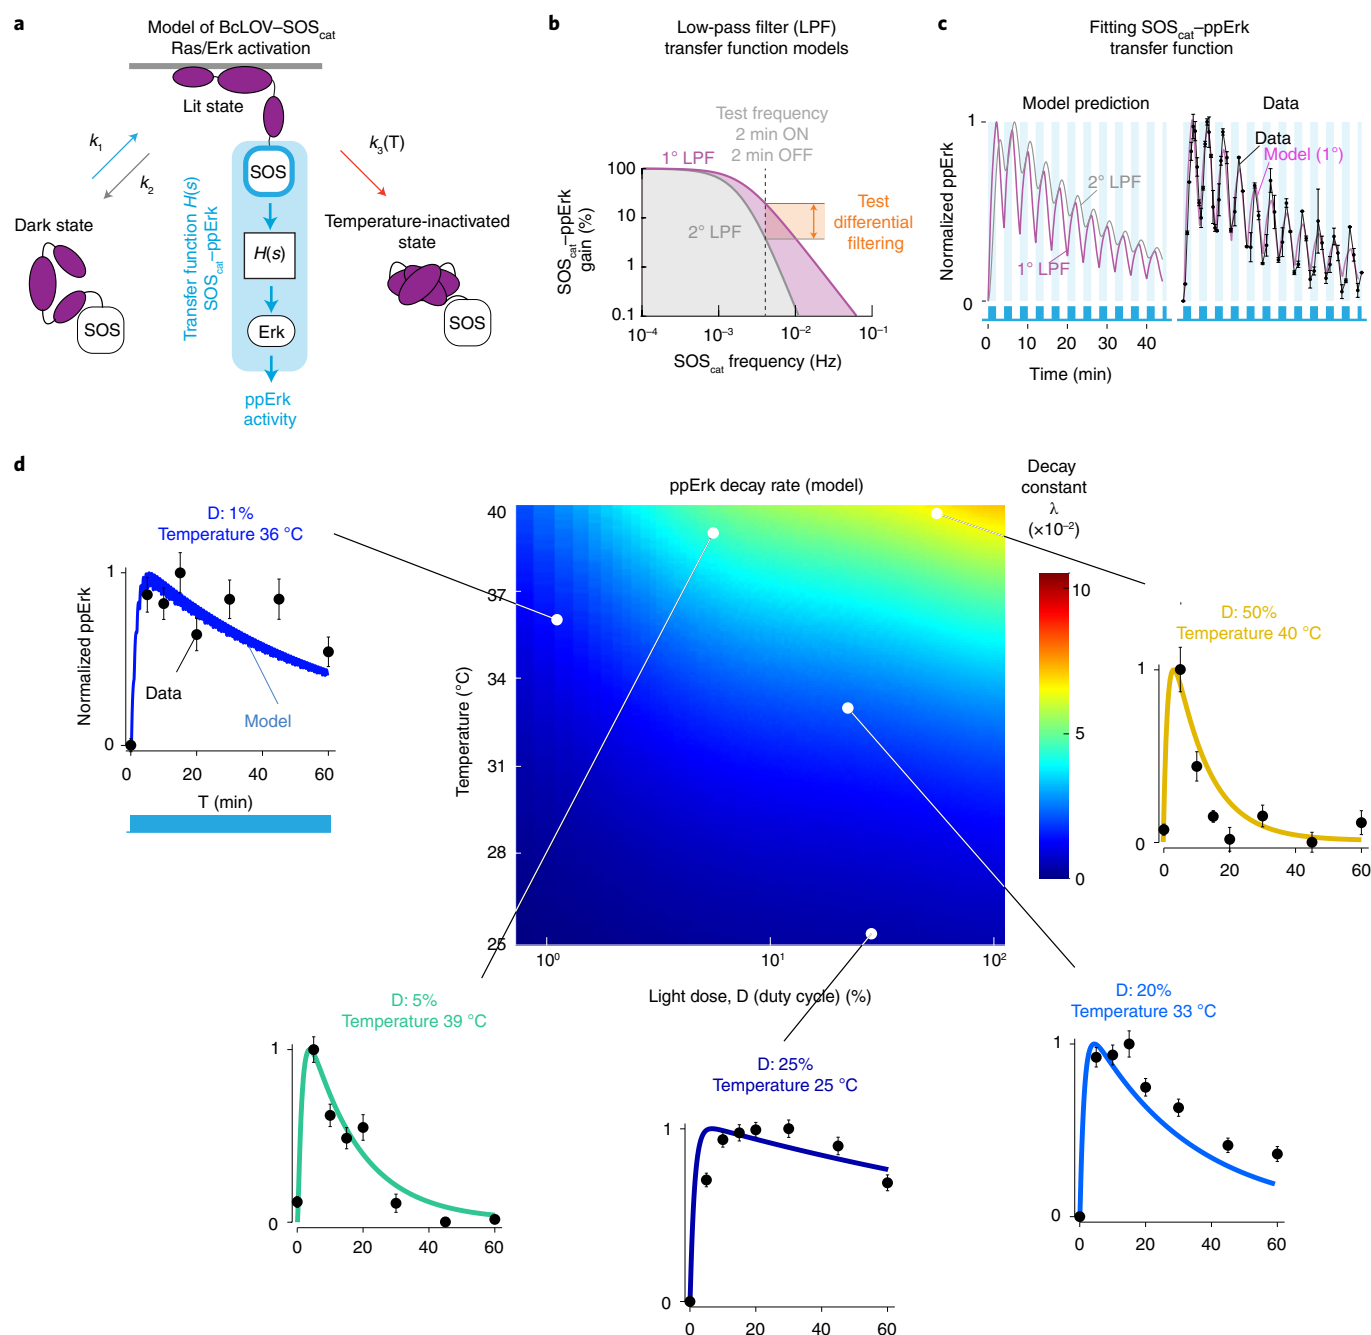 a
Model of BcLOV–SOScat
Ras/Erk activation
Lit state
k1
k2
k3(T)
SOS
Dark state
SOS
Transfer function H(s)
SOScat–ppErk
H(s)
Erk
ppErk
activity
Temperature-inactivated
state
SOS
b
Low-pass filter (LPF)
transfer function models
Test frequency
2 min ON
2 min OFF
1° LPF
2° LPF
Test
differential
filtering
SOScat–ppErk
gain (%)
100
10
1
0.1
10–4
10–3
10–2
10–1
SOScat frequency (Hz)
c
Fitting SOScat–ppErk
transfer function
Model prediction
Data
Normalized ppErk
1
0
2° LPF
1° LPF
Data
Model (1°)
0
10
20
30
40
Time (min)
d
D: 1%
Temperature 36 °C
Normalized ppErk
1
0
Data
Model
0
20
40
60
T (min)
ppErk decay rate (model)
Temperature (°C)
40
37
34
31
28
25
100
101
102
Light dose, D (duty cycle) (%)
Decay
constant
λ
(×10–2)
10
5
0
D: 50%
Temperature 40 °C
1
0
0
20
40
60
D: 5%
Temperature 39 °C
1
0
0
20
40
60
D: 25%
Temperature 25 °C
1
0
0
20
40
60
D: 20%
Temperature 33 °C
1
0
0
20
40
60